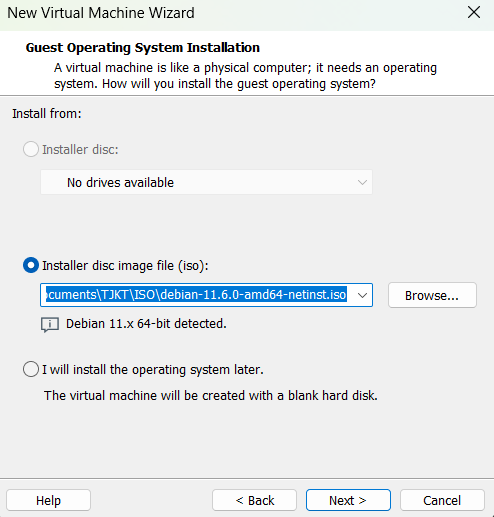 New Virtual Machine Wizard
Guest Operating System Installation
A virtual machine is like a physical computer; it needs an operating
system. How will you install the guest operating system?
Install from:
Installer disc:
No drives available
Installer disc image file (iso):
cuments\TJKT\ISO\debian-11.6.0-amd64-netinst.iso
Browse...
Debian 11.x 64-bit detected.
I will install the operating system later.
The virtual machine will be created with a blank hard disk.
Help
< Back
Next >
Cancel